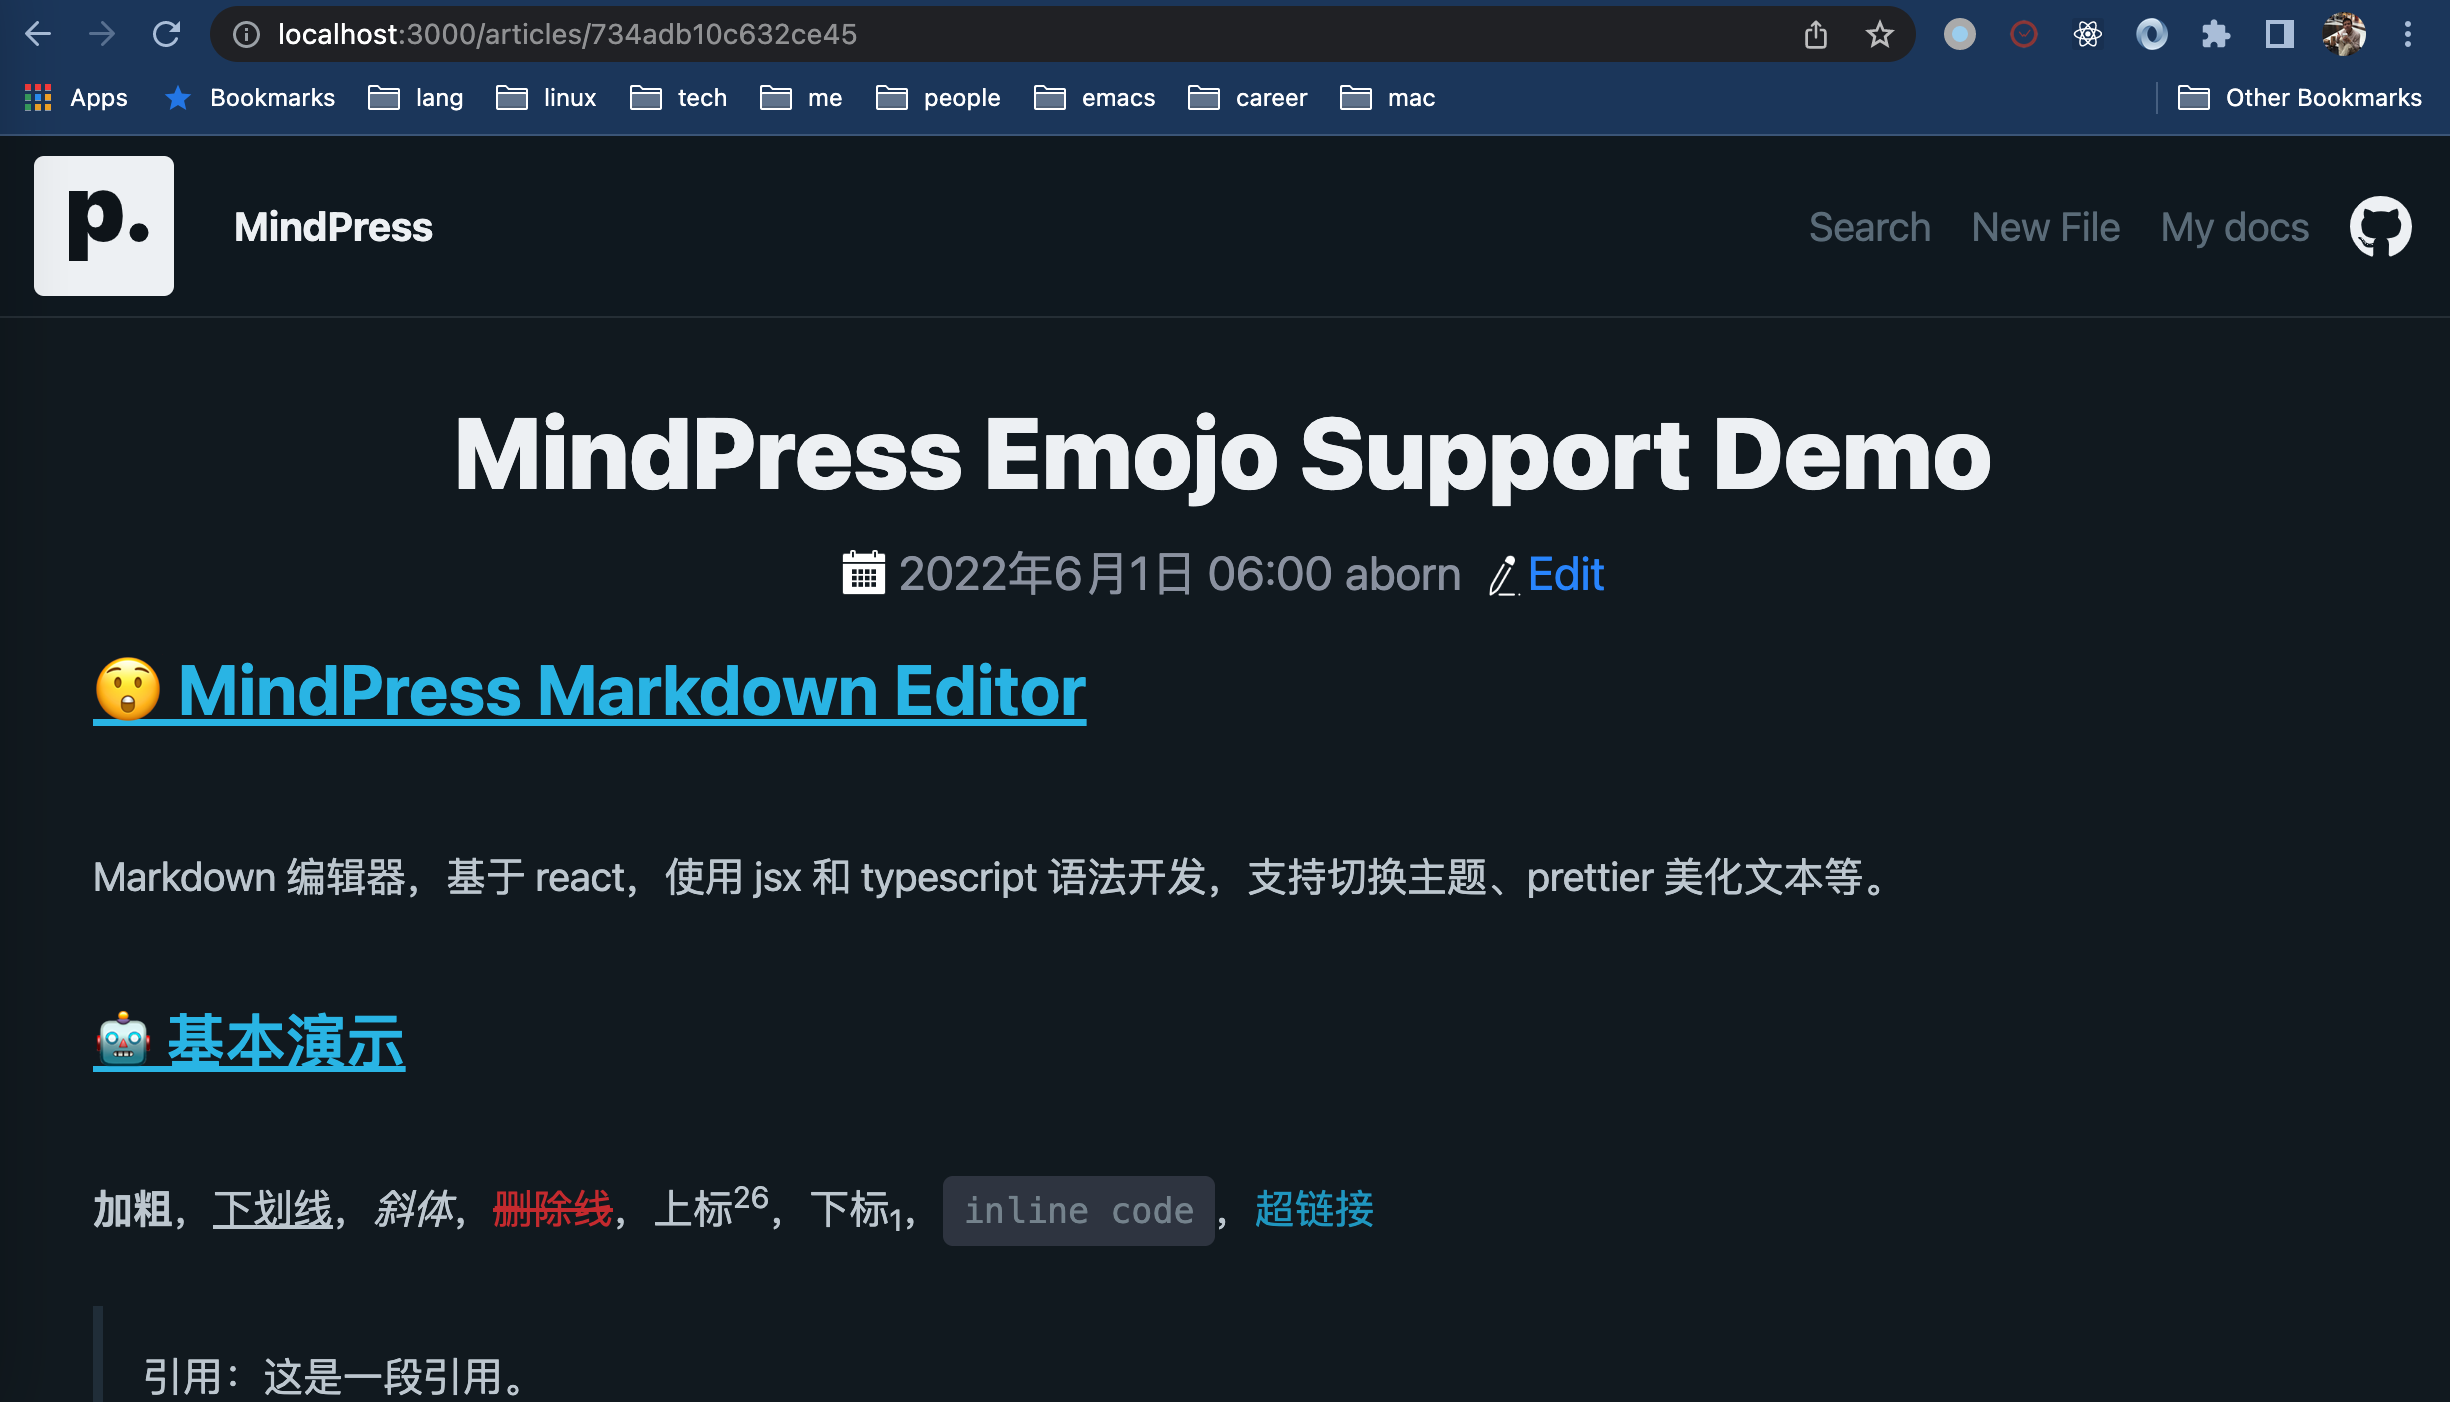 localhost:3000/articles/734adb10c632ce45
Apps Bookmarks lang linux tech me people emacs career mac Other Bookmarks
p. MindPress Search New File My docs
MindPress Emojo Support Demo
2022年6月1日 06:00 aborn Edit
😲 MindPress Markdown Editor
Markdown 编辑器，基于 react，使用 jsx 和 typescript 语法开发，支持切换主题、prettier 美化文本等。
🤖 基本演示
加粗，下划线，斜体，删除线，上标26，下标1，inline code，超链接
引用：这是一段引用。